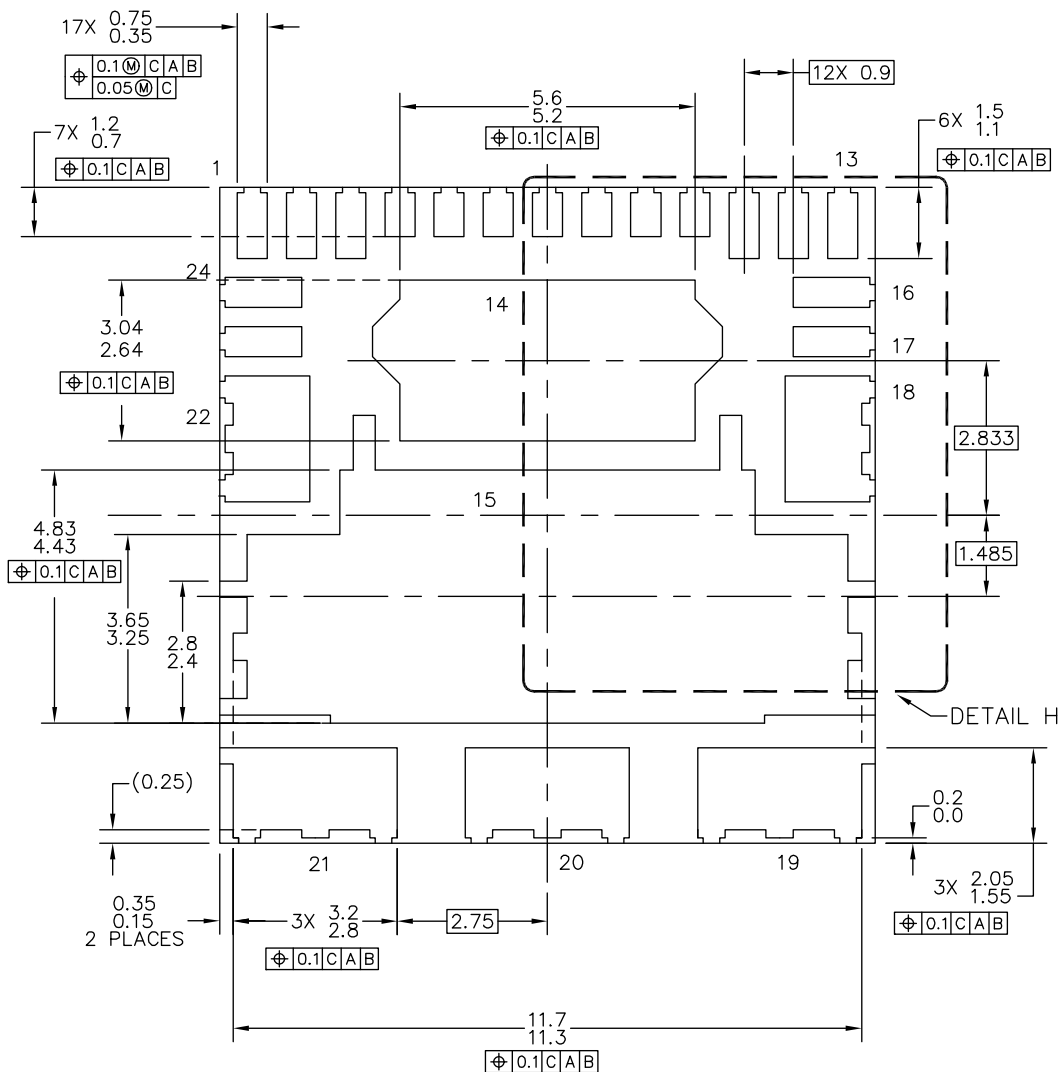 17X 0.75
0.35
⌖ 0.1Ⓜ C A B
0.05Ⓜ C
12X 0.9
5.6
5.2
⌖ 0.1 C A B
7X 1.2
0.7
⌖ 0.1 C A B
6X 1.5
1.1
⌖ 0.1 C A B
1
13
24
14
16
3.04
2.64
⌖ 0.1 C A B
17
18
22
2.833
15
4.83
4.43
⌖ 0.1 C A B
1.485
3.65
3.25
2.8
2.4
DETAIL H
(0.25)
0.2
0.0
21
20
19
3X 2.05
1.55
⌖ 0.1 C A B
0.35
0.15
2 PLACES
3X 3.2
2.8
⌖ 0.1 C A B
2.75
11.7
11.3
⌖ 0.1 C A B